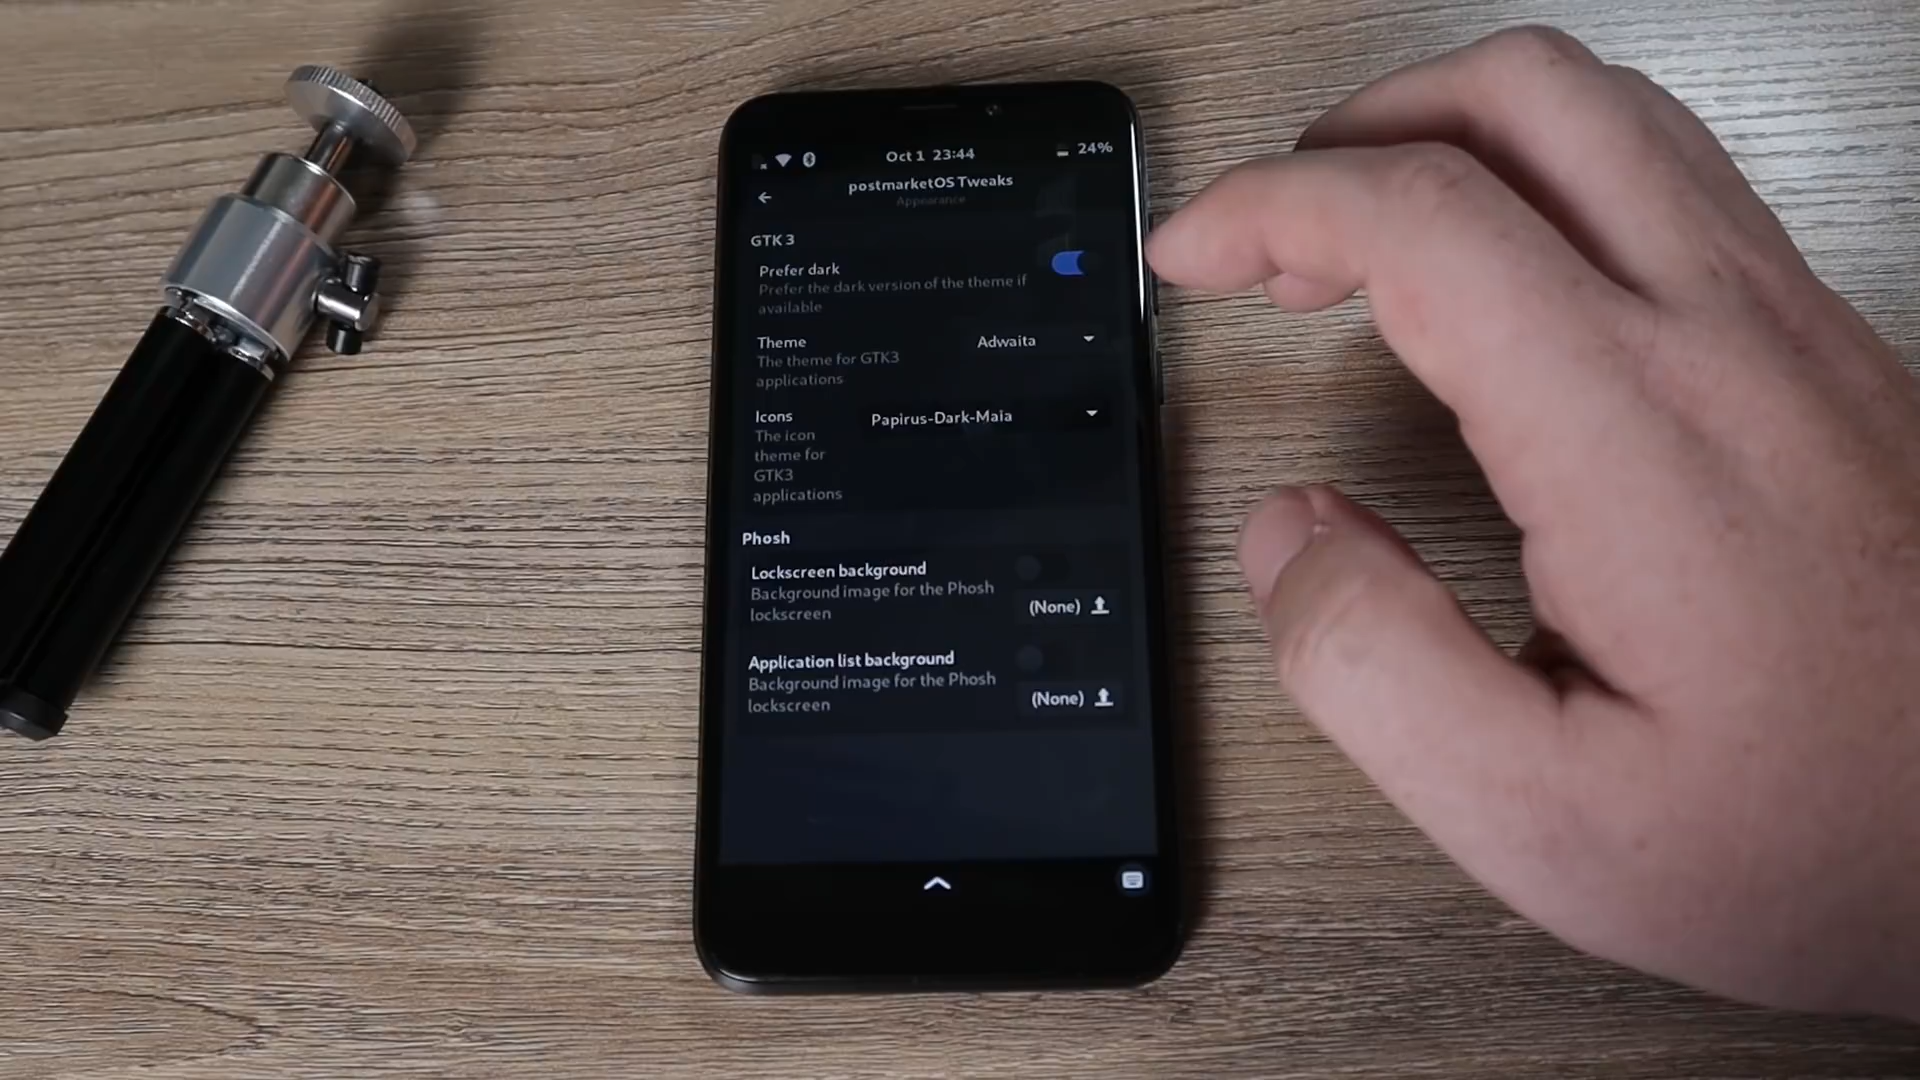 Oct 1 23:44
24%
postmarketOS Tweaks
Appearance
GTK 3
Prefer dark
Prefer the dark version of the theme if
available
Theme
Adwaita
The theme for GTK3
applications
Icons
Papirus-Dark-Maia
The icon
theme for
GTK3
applications
Phosh
Lockscreen background
Background image for the Phosh
lockscreen
(None)
Application list background
Background image for the Phosh
lockscreen
(None)